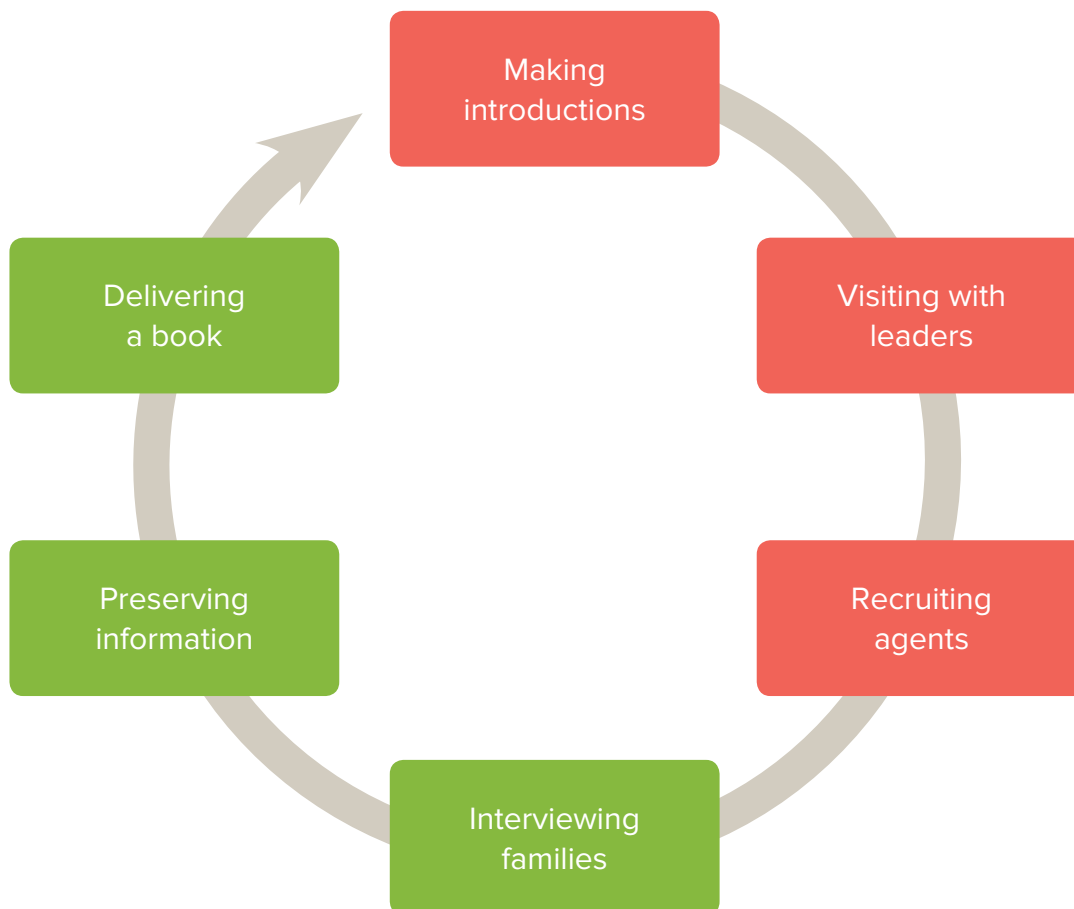 Making
introductions
Visiting with
leaders
Recruiting
agents
Interviewing
families
Preserving
information
Delivering
a book